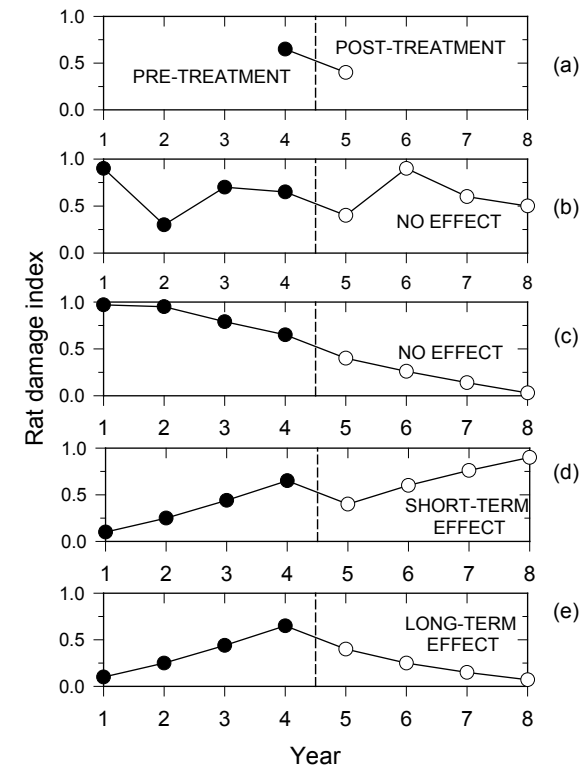 1.0
POST-TREATMENT
0.5
PRE-TREATMENT
(a)
0.0
1 2 3 4 5 6 7 8
1.0
0.5
NO EFFECT
(b)
0.0
1 2 3 4 5 6 7 8
1.0
0.5
NO EFFECT
(c)
0.0
1 2 3 4 5 6 7 8
1.0
0.5
SHORT-TERM
EFFECT
(d)
0.0
1 2 3 4 5 6 7 8
1.0
0.5
LONG-TERM
EFFECT
(e)
0.0
1 2 3 4 5 6 7 8
Rat damage index
Year